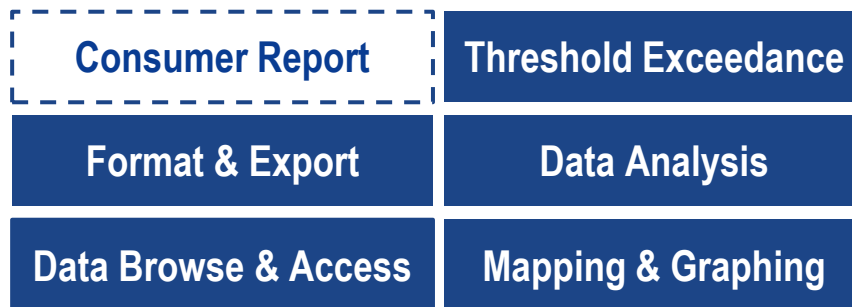 Consumer Report
Threshold Exceedance
Format & Export
Data Analysis
Data Browse & Access
Mapping & Graphing